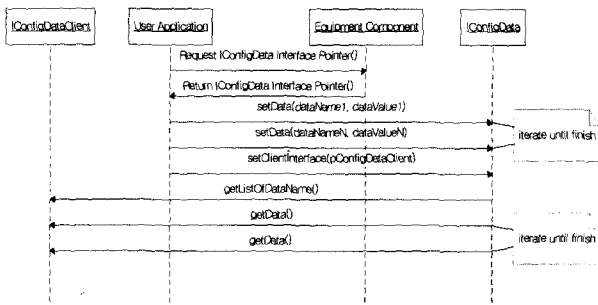 IConfigDataClient
User Application
Equipment Component
IConfigData
Request IConfigData Interface Pointer()
Return IConfigData Interface Pointer()
setData(dataName1, dataValue1)
setData(dataNameN, dataValueN)
iterate until finish
setClientInterface(pConfigDataClient)
getListOfDataName()
getData()
getData()
iterate until finish